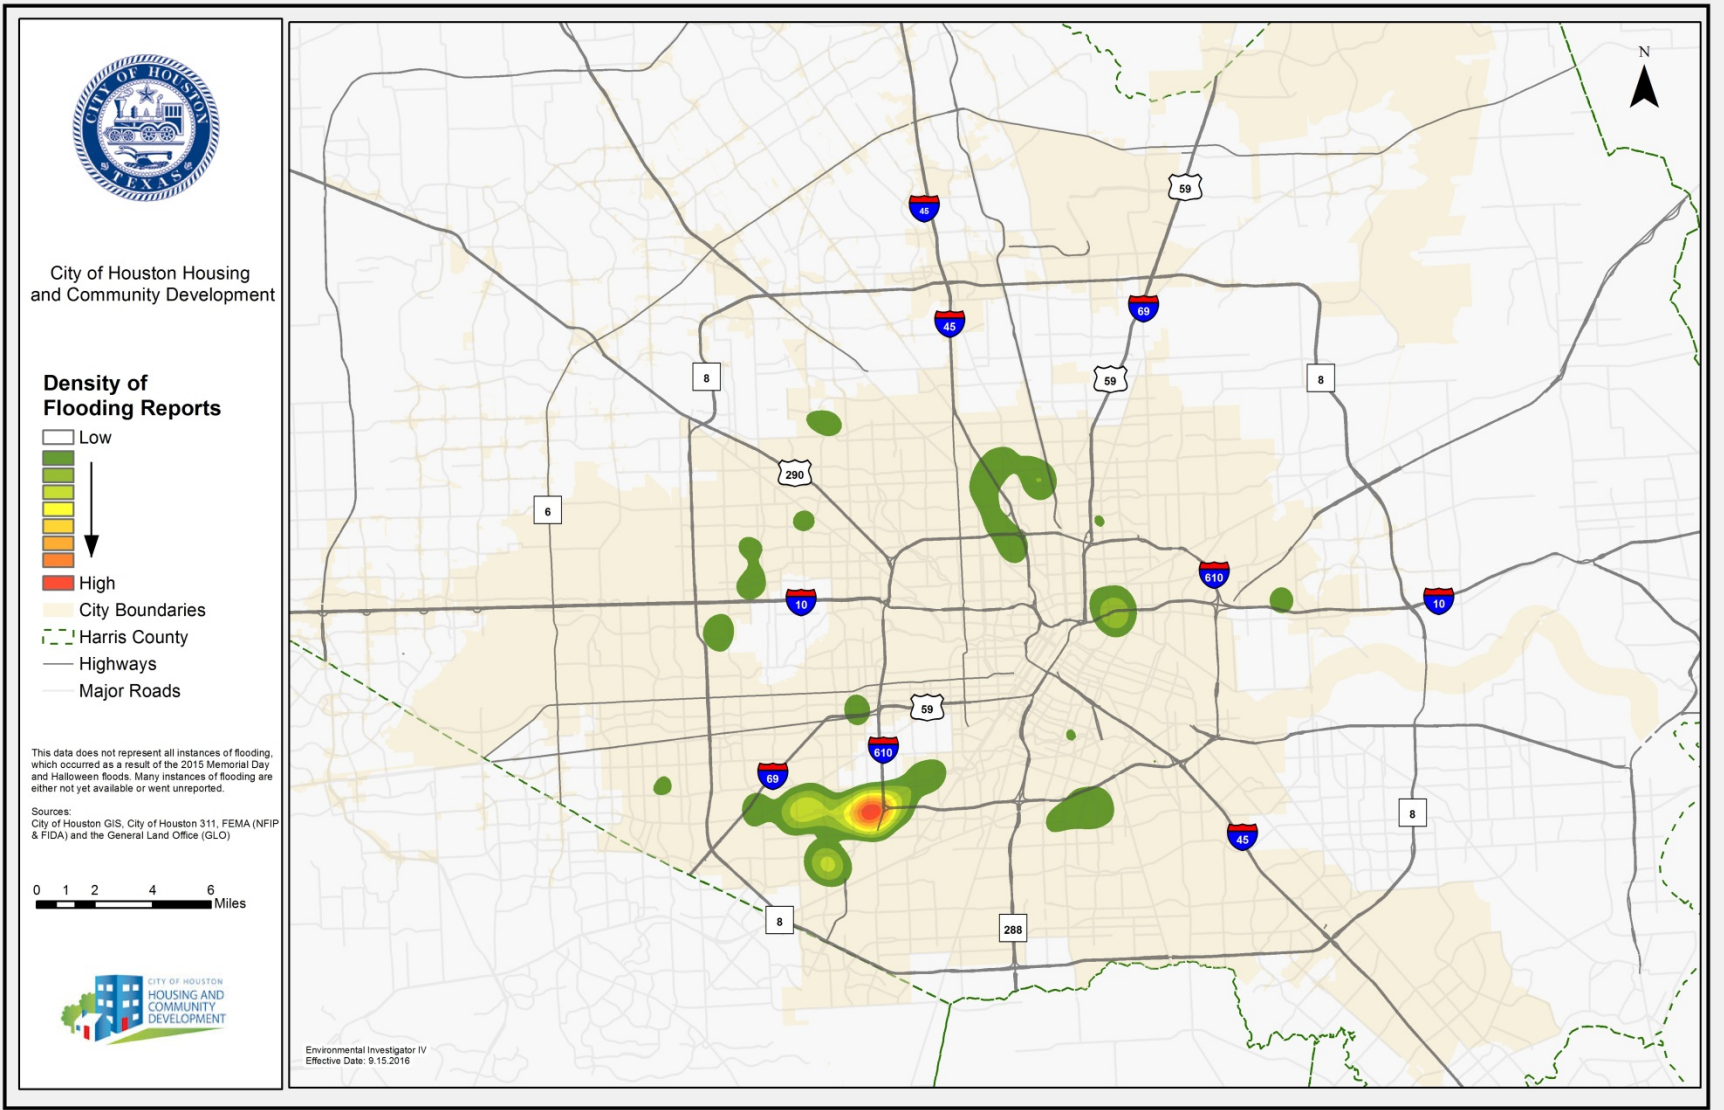 CITY OF HOUSTON
TEXAS
City of Houston Housing
and Community Development
Density of
Flooding Reports
Low
High
City Boundaries
Harris County
Highways
Major Roads
This data does not represent all instances of flooding,
which occurred as a result of the 2015 Memorial Day
and Halloween floods. Many instances of flooding are
either not yet available or went unreported.
Sources:
City of Houston GIS, City of Houston 311, FEMA (NFIP
& FIDA) and the General Land Office (GLO)
0 1 2 4 6
Miles
CITY OF HOUSTON
HOUSING AND
COMMUNITY
DEVELOPMENT
N
59
45
69
45
8
59
8
290
6
610
10
10
59
610
69
8
45
8
288
Environmental Investigator IV
Effective Date: 9.15.2016